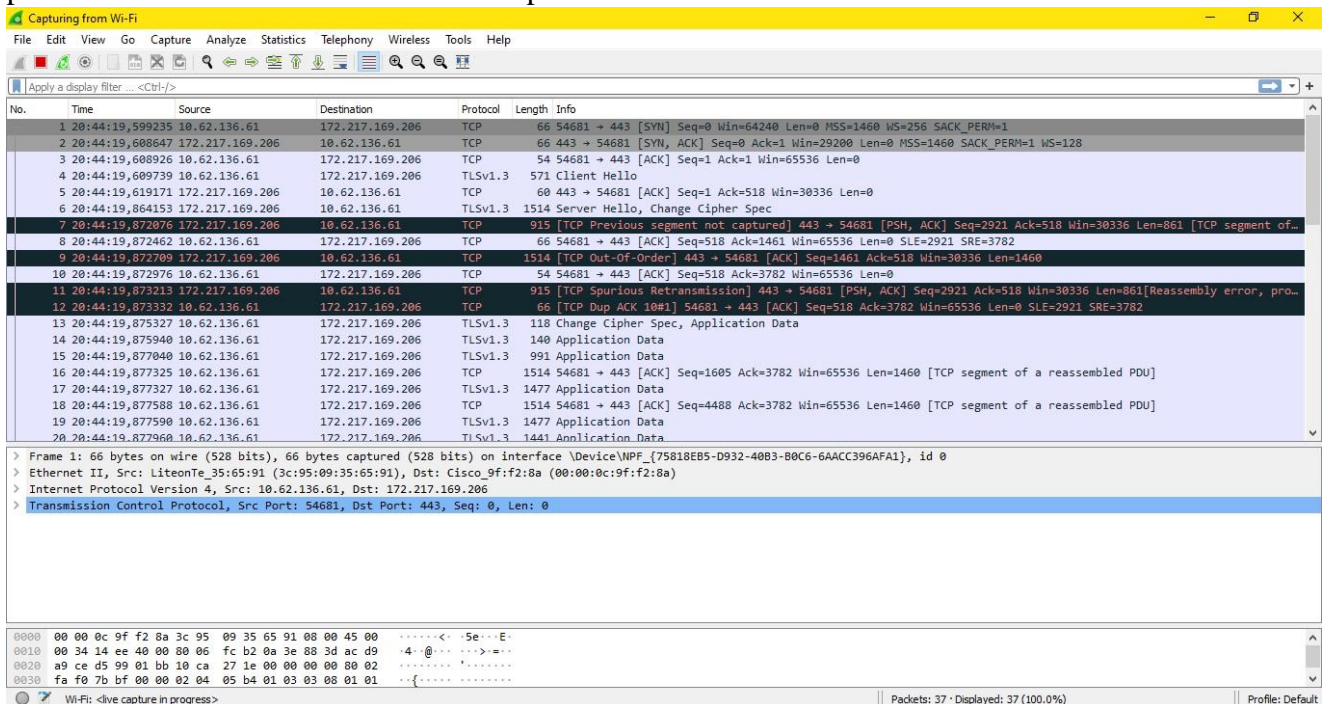 Capturing from Wi-Fi
File Edit View Go Capture Analyze Statistics Telephony Wireless Tools Help
Apply a display filter ... <Ctrl-/>
No. Time Source Destination Protocol Length Info
1 20:44:19,599235 10.62.136.61 172.217.169.206 TCP 66 54681 → 443 [SYN] Seq=0 Win=64240 Len=0 MSS=1460 WS=256 SACK_PERM=1
2 20:44:19,608647 172.217.169.206 10.62.136.61 TCP 66 443 → 54681 [SYN, ACK] Seq=0 Ack=1 Win=29200 Len=0 MSS=1460 SACK_PERM=1 WS=128
3 20:44:19,608926 10.62.136.61 172.217.169.206 TCP 54 54681 → 443 [ACK] Seq=1 Ack=1 Win=65536 Len=0
4 20:44:19,609739 10.62.136.61 172.217.169.206 TLSv1.3 571 Client Hello
5 20:44:19,619171 172.217.169.206 10.62.136.61 TCP 60 443 → 54681 [ACK] Seq=1 Ack=518 Win=30336 Len=0
6 20:44:19,864153 172.217.169.206 10.62.136.61 TLSv1.3 1514 Server Hello, Change Cipher Spec
7 20:44:19,872076 172.217.169.206 10.62.136.61 TCP 915 [TCP Previous segment not captured] 443 → 54681 [PSH, ACK] Seq=2921 Ack=518 Win=30336 Len=861 [TCP segment of…
8 20:44:19,872462 10.62.136.61 172.217.169.206 TCP 66 54681 → 443 [ACK] Seq=518 Ack=1461 Win=65536 Len=0 SLE=2921 SRE=3782
9 20:44:19,872709 172.217.169.206 10.62.136.61 TCP 1514 [TCP Out-Of-Order] 443 → 54681 [ACK] Seq=1461 Ack=518 Win=30336 Len=1460
10 20:44:19,872976 10.62.136.61 172.217.169.206 TCP 54 54681 → 443 [ACK] Seq=518 Ack=3782 Win=65536 Len=0
11 20:44:19,873213 172.217.169.206 10.62.136.61 TCP 915 [TCP Spurious Retransmission] 443 → 54681 [PSH, ACK] Seq=2921 Ack=518 Win=30336 Len=861[Reassembly error, pro…
12 20:44:19,873332 10.62.136.61 172.217.169.206 TCP 66 [TCP Dup ACK 10#1] 54681 → 443 [ACK] Seq=518 Ack=3782 Win=65536 Len=0 SLE=2921 SRE=3782
13 20:44:19,875327 10.62.136.61 172.217.169.206 TLSv1.3 118 Change Cipher Spec, Application Data
14 20:44:19,875940 10.62.136.61 172.217.169.206 TLSv1.3 140 Application Data
15 20:44:19,877040 10.62.136.61 172.217.169.206 TLSv1.3 991 Application Data
16 20:44:19,877325 10.62.136.61 172.217.169.206 TCP 1514 54681 → 443 [ACK] Seq=1605 Ack=3782 Win=65536 Len=1460 [TCP segment of a reassembled PDU]
17 20:44:19,877327 10.62.136.61 172.217.169.206 TLSv1.3 1477 Application Data
18 20:44:19,877588 10.62.136.61 172.217.169.206 TCP 1514 54681 → 443 [ACK] Seq=4488 Ack=3782 Win=65536 Len=1460 [TCP segment of a reassembled PDU]
19 20:44:19,877590 10.62.136.61 172.217.169.206 TLSv1.3 1477 Application Data
20 20:44:19.877960 10.62.136.61 172.217.169.206 TLSv1.3 1441 Application Data
> Frame 1: 66 bytes on wire (528 bits), 66 bytes captured (528 bits) on interface \Device\NPF_{75818EB5-D932-40B3-B0C6-6AACC396AFA1}, id 0
> Ethernet II, Src: LiteonTe_35:65:91 (3c:95:09:35:65:91), Dst: Cisco_9f:f2:8a (00:00:0c:9f:f2:8a)
> Internet Protocol Version 4, Src: 10.62.136.61, Dst: 172.217.169.206
> Transmission Control Protocol, Src Port: 54681, Dst Port: 443, Seq: 0, Len: 0
0000 00 00 0c 9f f2 8a 3c 95 09 35 65 91 08 00 45 00 ······<· ·5e···E·
0010 00 34 14 ee 40 00 80 06 fc b2 0a 3e 88 3d ac d9 ·4··@··· ···>·=··
0020 a9 ce d5 99 01 bb 10 ca 27 1e 00 00 00 00 80 02 ········ '·······
0030 fa f0 7b bf 00 00 02 04 05 b4 01 03 03 08 01 01 ··{····· ········
Wi-Fi: <live capture in progress> Packets: 37 · Displayed: 37 (100.0%) Profile: Default